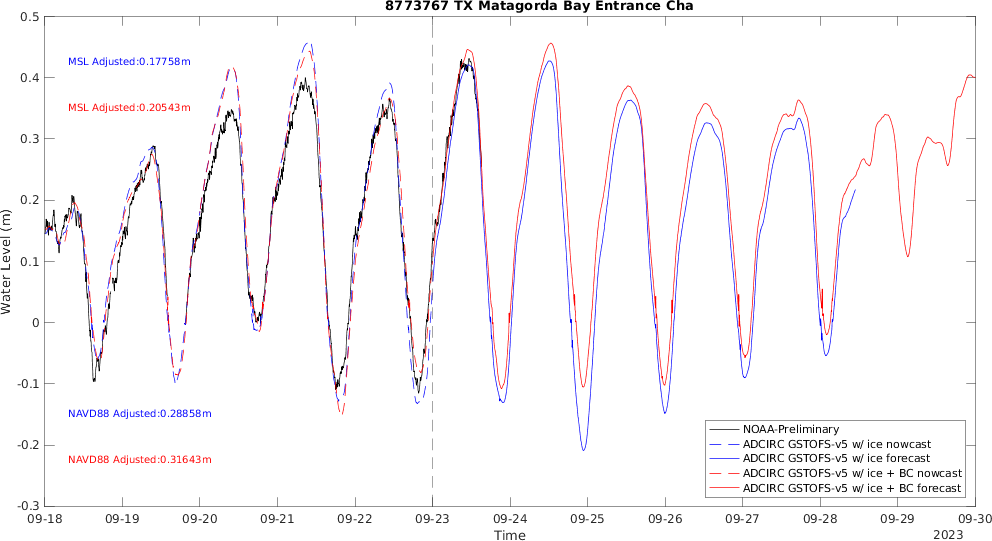 8773767 TX Matagorda Bay Entrance Cha
0.5
0.4
0.3
0.2
0.1
0
-0.1
-0.2
-0.3
Water Level (m)
MSL Adjusted:0.17758m
MSL Adjusted:0.20543m
NAVD88 Adjusted:0.28858m
NAVD88 Adjusted:0.31643m
NOAA-Preliminary
ADCIRC GSTOFS-v5 w/ ice nowcast
ADCIRC GSTOFS-v5 w/ ice forecast
ADCIRC GSTOFS-v5 w/ ice + BC nowcast
ADCIRC GSTOFS-v5 w/ ice + BC forecast
09-18 09-19 09-20 09-21 09-22 09-23 09-24 09-25 09-26 09-27 09-28 09-29 09-30
Time
2023